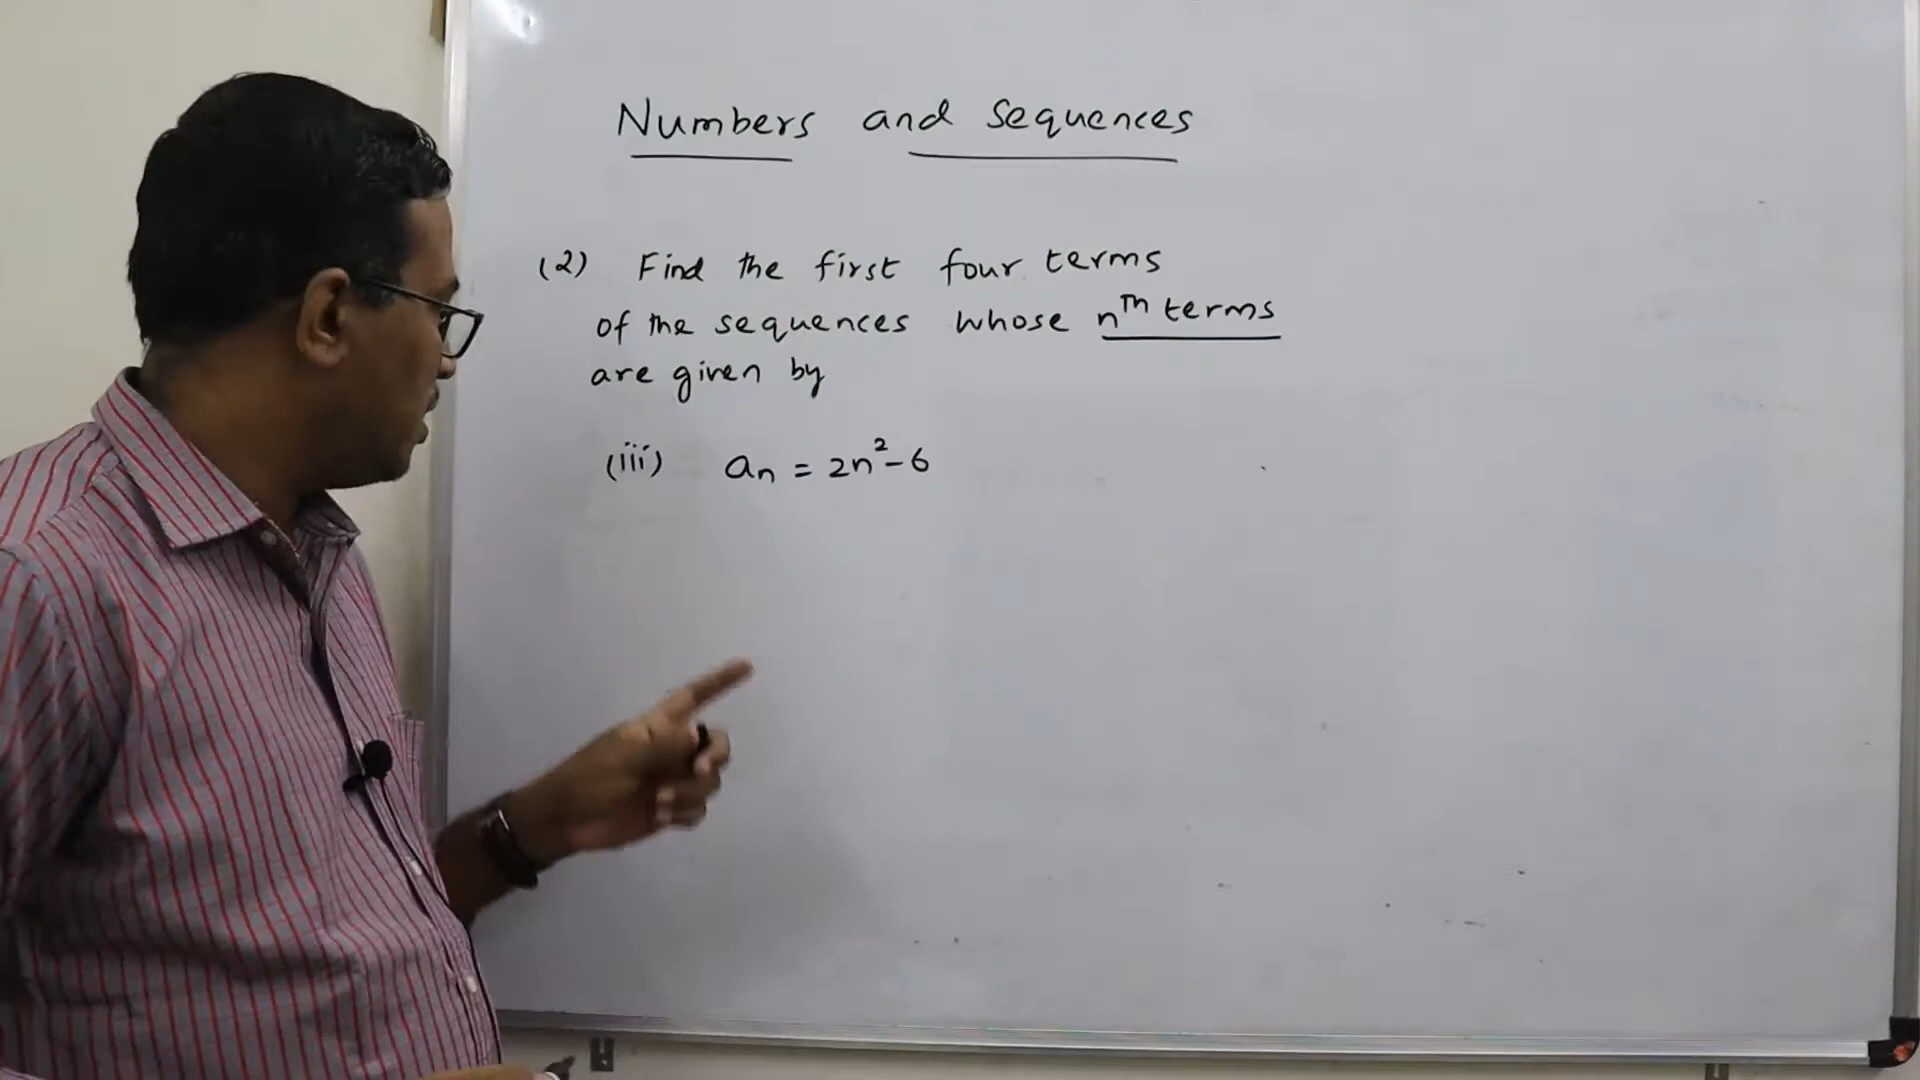 Numbers and Sequences
(2) Find the first four terms
of the sequences whose nᵀʰ terms
are given by
(iii) aₙ = 2n² - 6